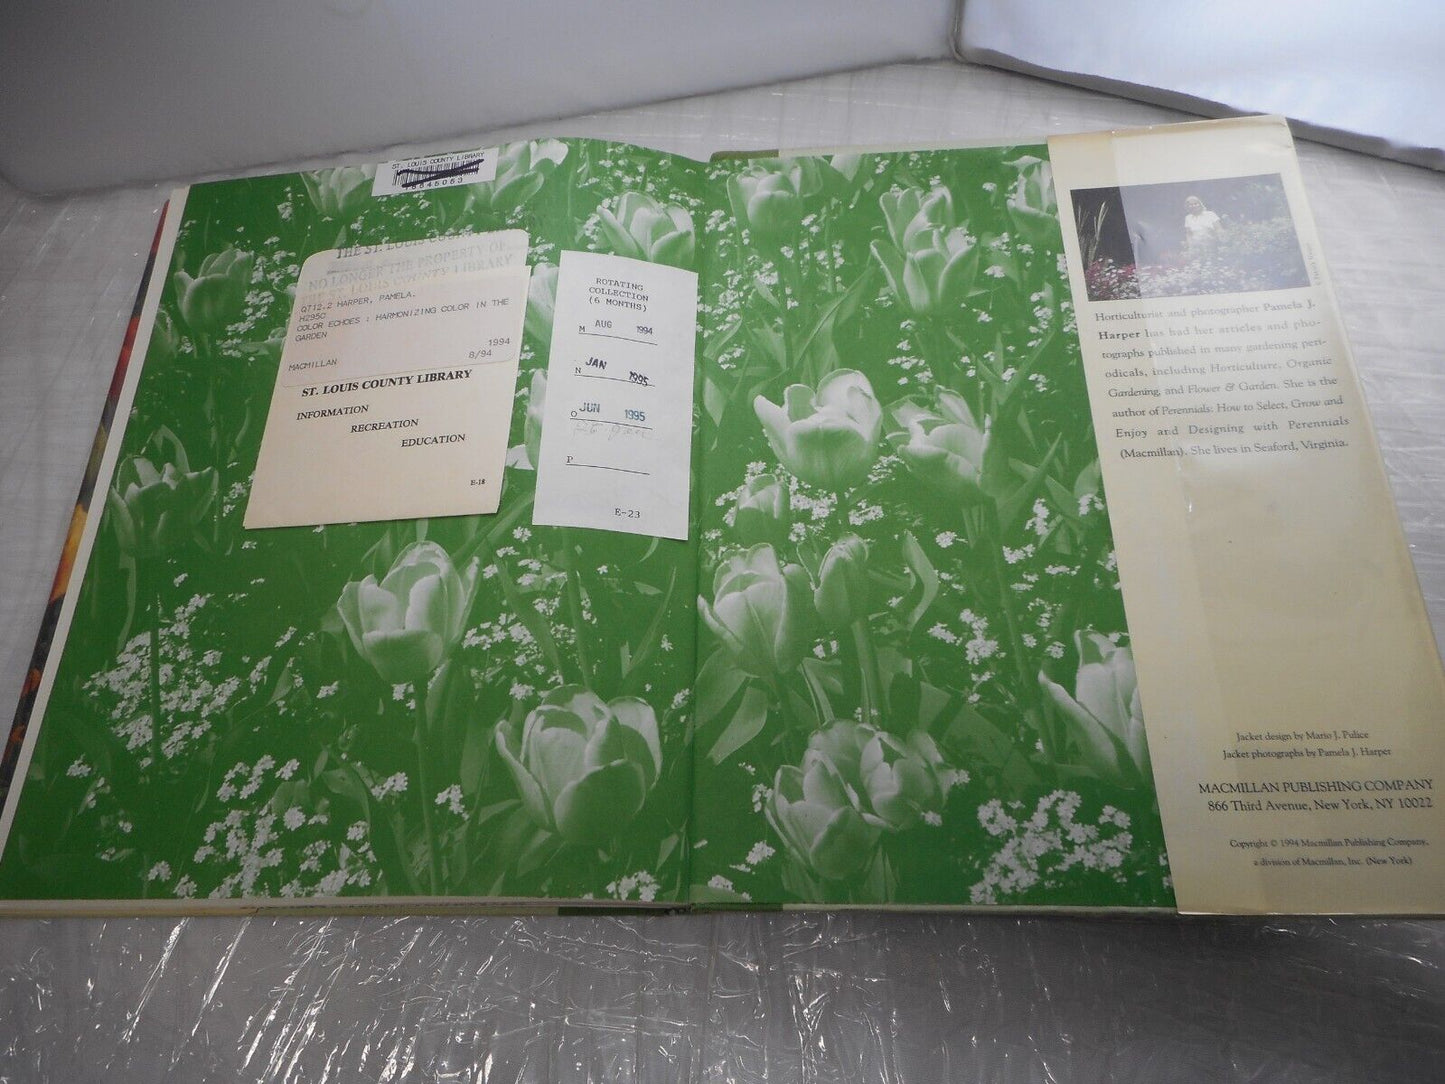 ST. LOUIS COUNTY LIBRARY
NO LONGER THE PROPERTY OF
ST. LOUIS COUNTY LIBRARY
QT12.2 HARPER, PAMELA.
H295C
COLOR ECHOES : HARMONIZING COLOR IN THE
GARDEN
1994
MACMILLAN 8/94
ST. LOUIS COUNTY LIBRARY
INFORMATION
RECREATION
EDUCATION
E-18
ROTATING
COLLECTION
(6 MONTHS)
M AUG 1994
N JAN 1995
O JUN 1995
P
E-23
Horticulturist and photographer Pamela J.
Harper has had her articles and pho-
tographs published in many gardening peri-
odicals, including Horticulture, Organic
Gardening, and Flower & Garden. She is the
author of Perennials: How to Select, Grow and
Enjoy and Designing with Perennials
(Macmillan). She lives in Seaford, Virginia.
Jacket design by Mario J. Pulice
Jacket photographs by Pamela J. Harper
MACMILLAN PUBLISHING COMPANY
866 Third Avenue, New York, NY 10022
Copyright © 1994 Macmillan Publishing Company,
a division of Macmillan, Inc. (New York)